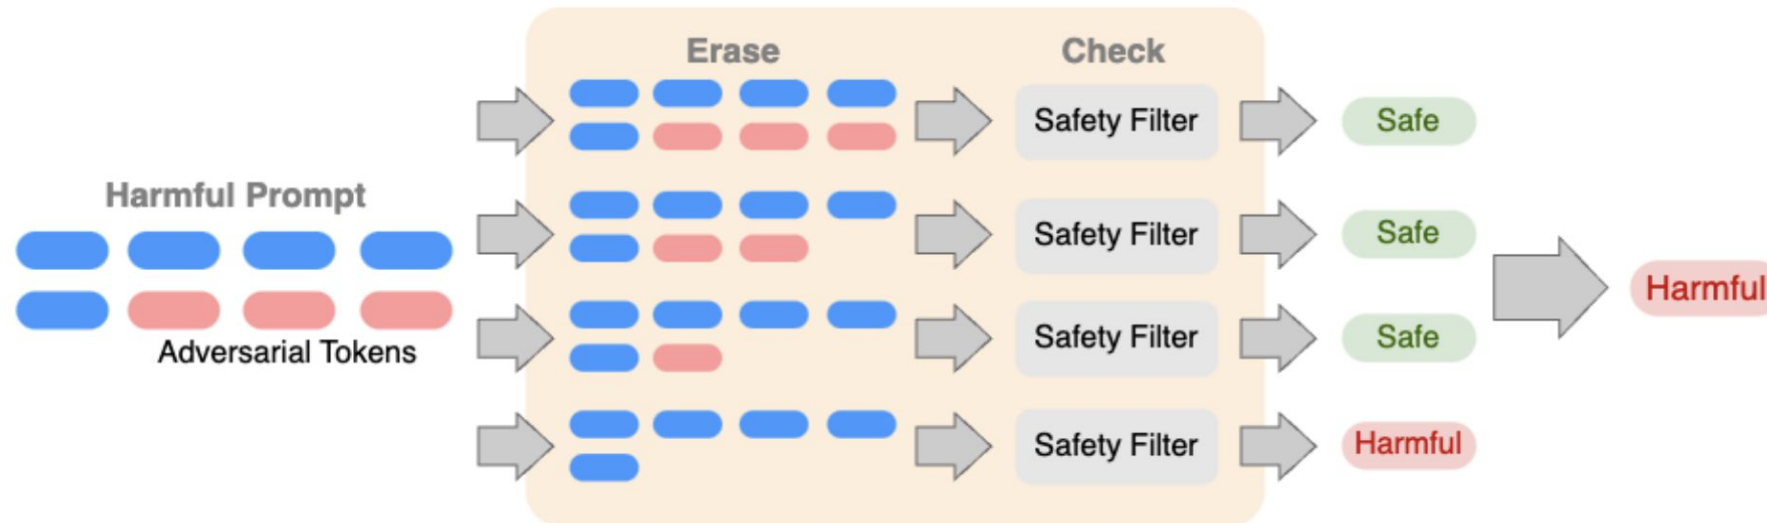 Erase
Check
Safety Filter
Safe
Harmful Prompt
Adversarial Tokens
Safety Filter
Safe
Safety Filter
Safe
Safety Filter
Harmful
Harmful